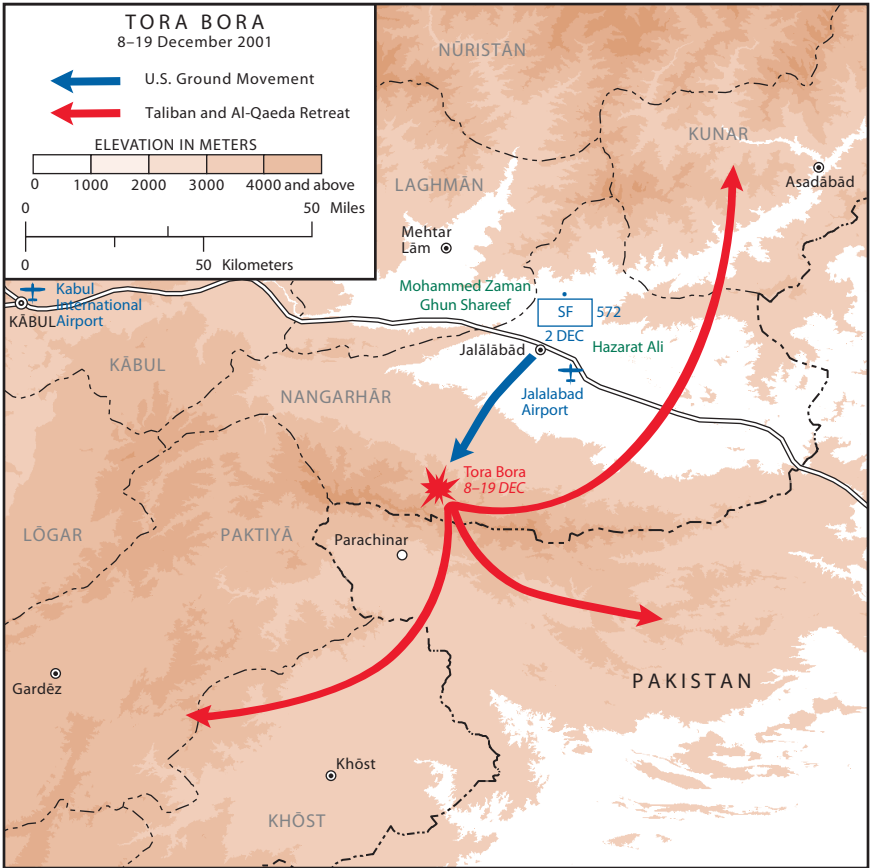 TORA BORA
8–19 December 2001
U.S. Ground Movement
Taliban and Al-Qaeda Retreat
ELEVATION IN METERS
0 1000 2000 3000 4000 and above
0 50 Miles
0 50 Kilometers
NŪRISTĀN
KUNAR
Asadābād
LAGHMĀN
Mehtar
Lām
Kabul
International
Airport
KĀBUL
Mohammed Zaman
Ghun Shareef
SF 572
2 DEC
Hazarat Ali
Jalālābād
Jalalabad
Airport
KĀBUL
NANGARHĀR
Tora Bora
8–19 DEC
LŌGAR
PAKTIYĀ
Parachinar
Gardēz
PAKISTAN
Khōst
KHŌST